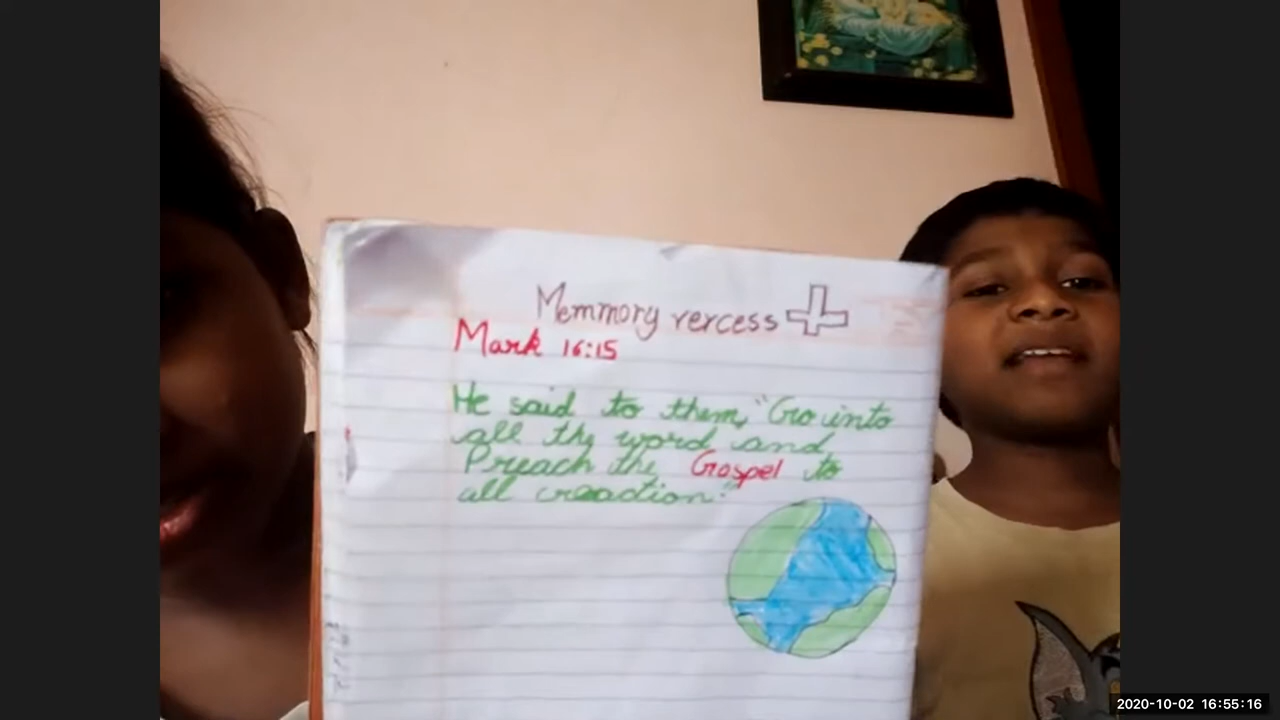 Memmory vercess
Mark 16:15
He said to them, "Go into
all the word and
Preach the Gospel to
all creaction."
2020-10-02 16:55:16